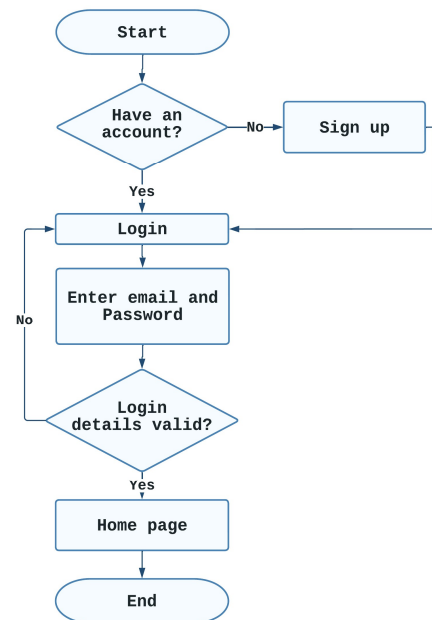 Start
Have an
account?
No
Sign up
Yes
Login
Enter email and
Password
No
Login
details valid?
Yes
Home page
End